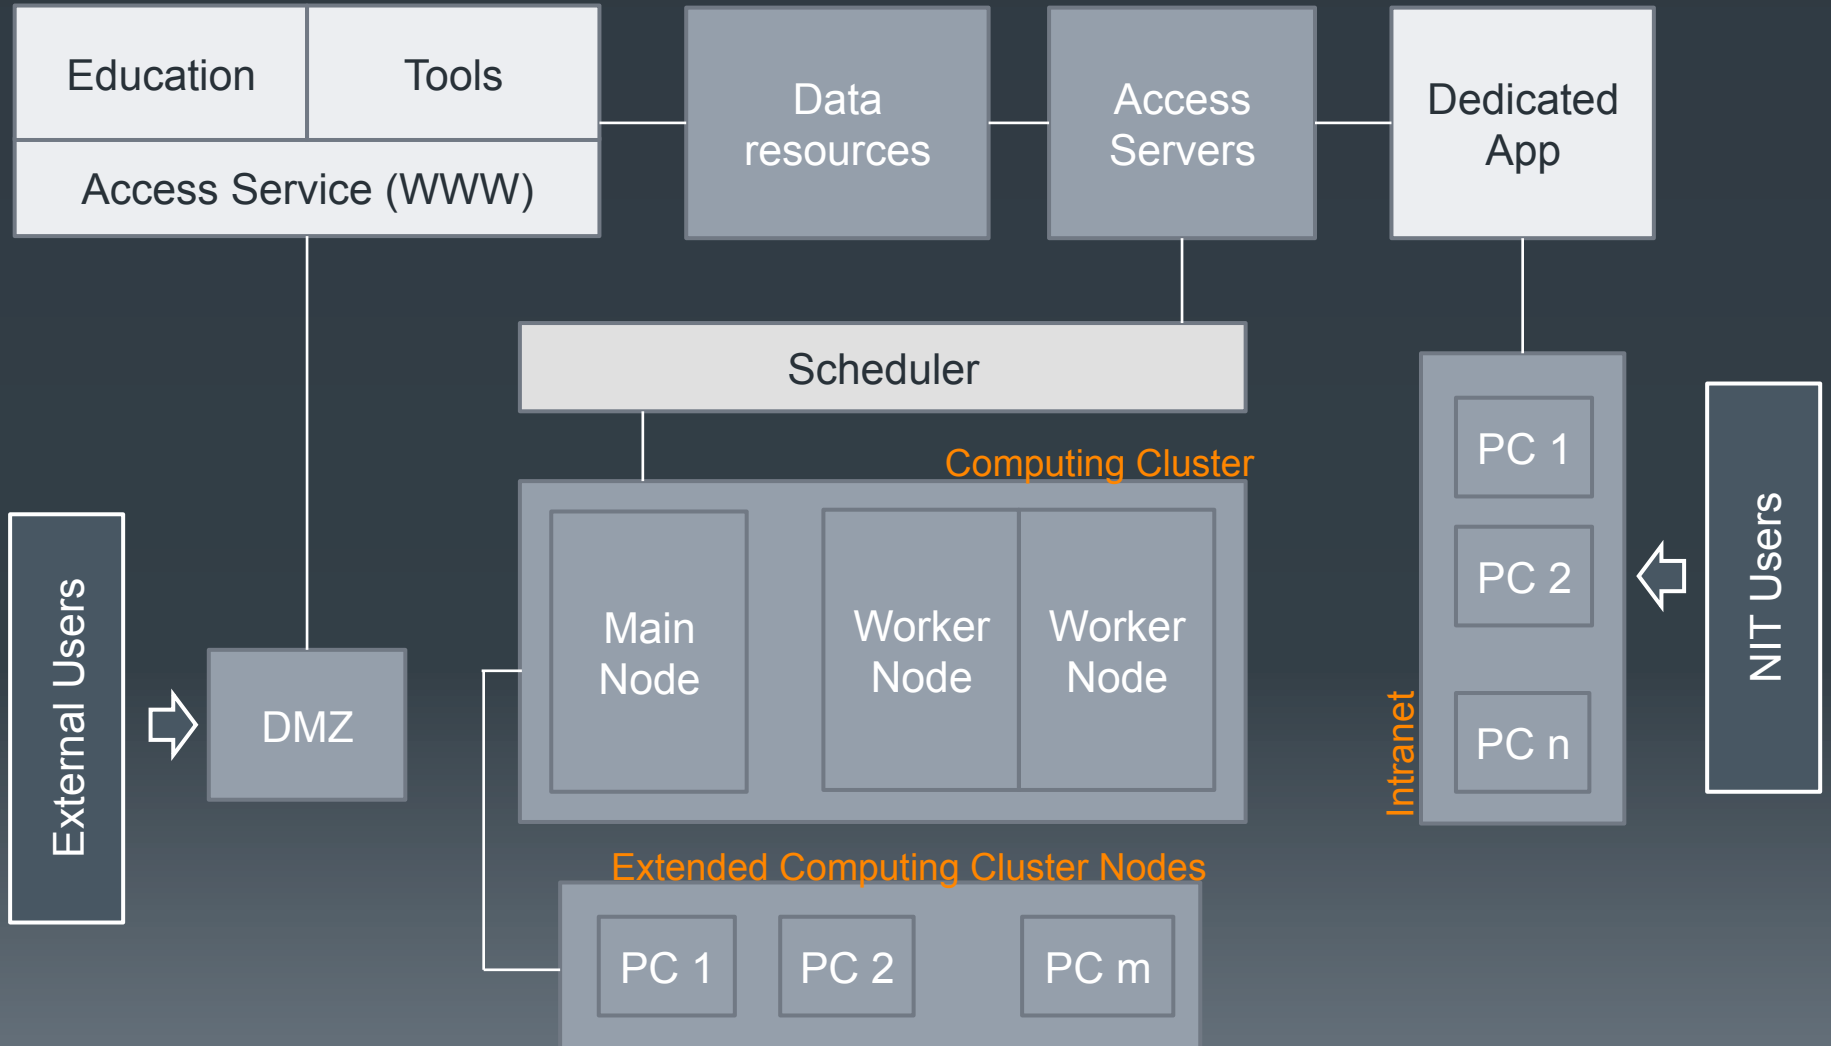 Education
Tools
Access Service (WWW)
Data
resources
Access
Servers
Dedicated
App
Scheduler
Computing Cluster
Main
Node
Worker
Node
Worker
Node
External Users
DMZ
Extended Computing Cluster Nodes
PC 1
PC 2
PC m
Intranet
PC 1
PC 2
PC n
NIT Users